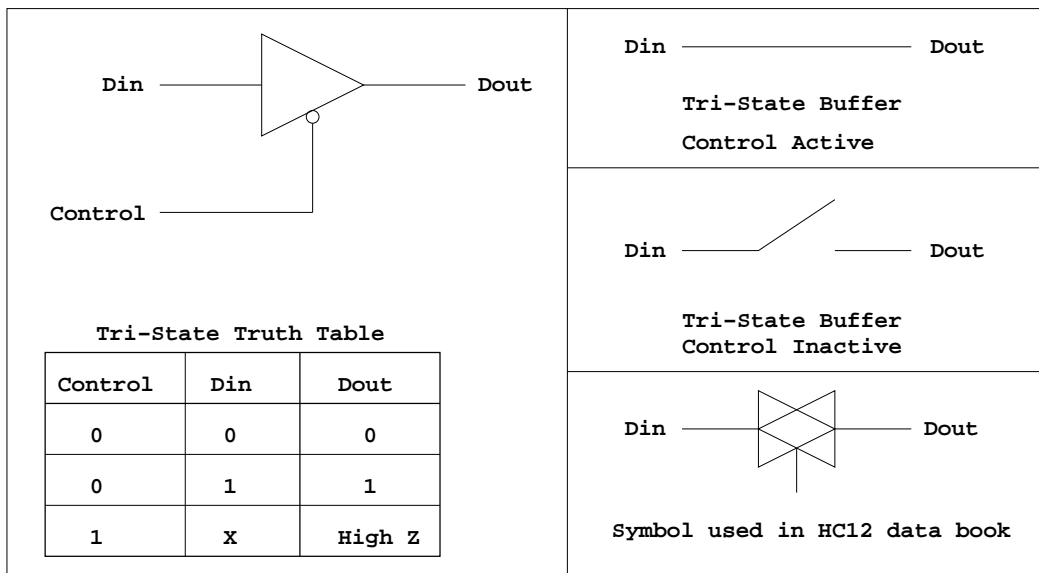 Din
Dout
Control
Tri-State Truth Table
Control Din Dout
0 0 0
0 1 1
1 X High Z
Din Dout
Tri-State Buffer
Control Active
Din Dout
Tri-State Buffer
Control Inactive
Din Dout
Symbol used in HC12 data book